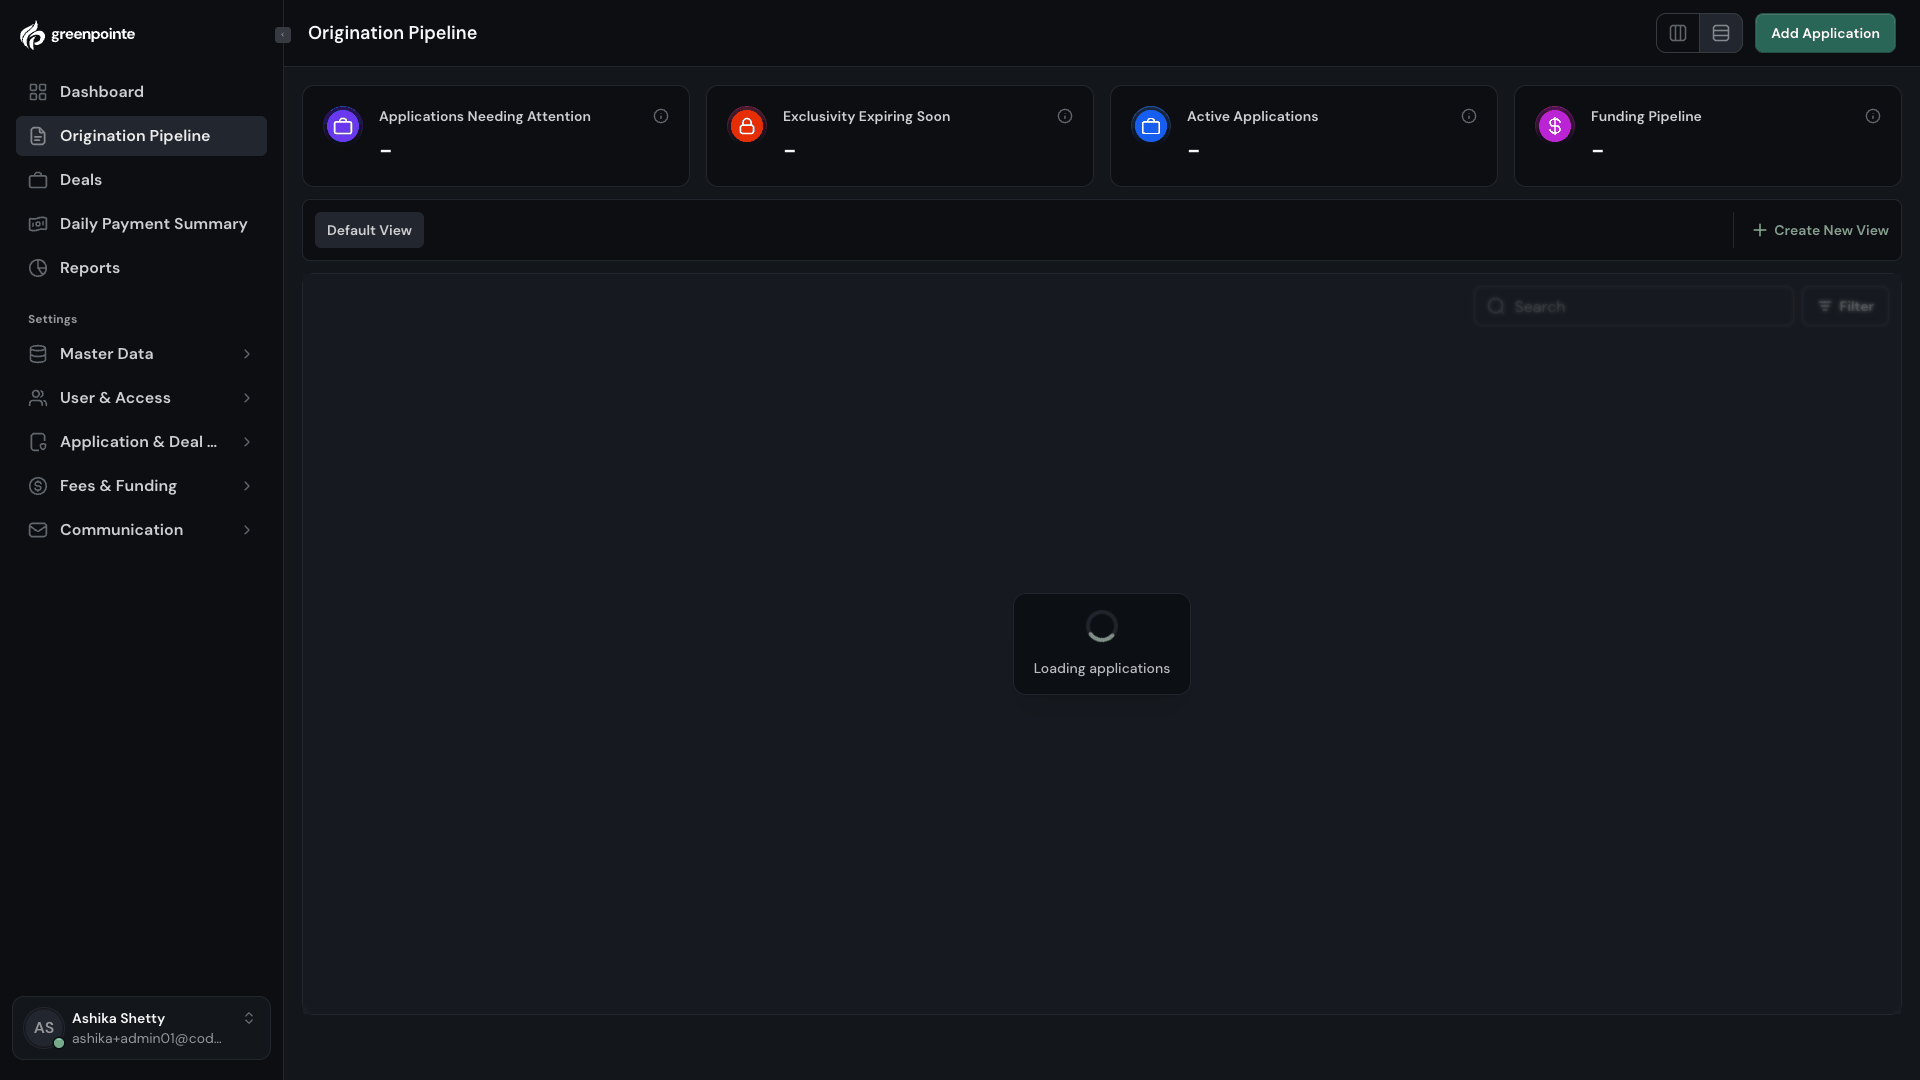 greenpointe
Dashboard
Origination Pipeline
Deals
Daily Payment Summary
Reports
Settings
Master Data
User & Access
Application & Deal ...
Fees & Funding
Communication
AS
Ashika Shetty
ashika+admin01@cod...
Origination Pipeline
Add Application
Applications Needing Attention
–
Exclusivity Expiring Soon
–
Active Applications
–
Funding Pipeline
–
Default View
Create New View
Search
Filter
Loading applications